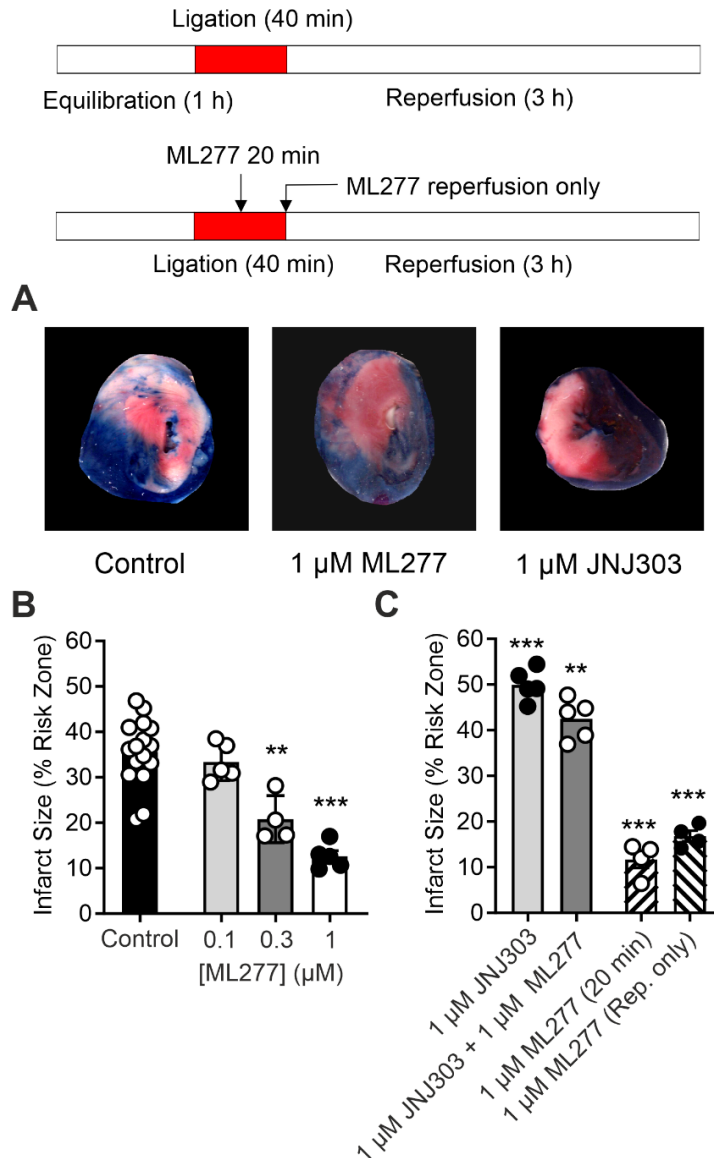 Ligation (40 min)
Equilibration (1 h)
Reperfusion (3 h)
ML277 20 min
ML277 reperfusion only
Ligation (40 min)
Reperfusion (3 h)
A
Control
1 µM ML277
1 µM JNJ303
B
Infarct Size (% Risk Zone)
60
50
40
30
20
10
0
**
***
Control
0.1
0.3
1
[ML277] (µM)
C
Infarct Size (% Risk Zone)
60
50
40
30
20
10
0
***
**
***
***
1 µM JNJ303
1 µM JNJ303 + 1 µM ML277
1 µM ML277 (20 min)
1 µM ML277 (Rep. only)